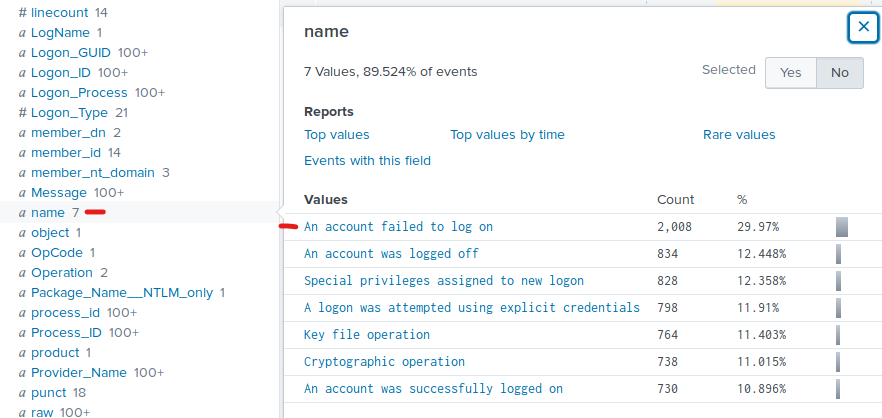 # linecount 14
a LogName 1
a Logon_GUID 100+
a Logon_ID 100+
a Logon_Process 100+
# Logon_Type 21
a member_dn 2
a member_id 14
a member_nt_domain 3
a Message 100+
a name 7
a object 1
a OpCode 1
a Operation 2
a Package_Name__NTLM_only 1
a process_id 100+
a Process_ID 100+
a product 1
a Provider_Name 100+
a punct 18
a raw 100+
name
7 Values, 89.524% of events
Selected Yes No
Reports
Top values Top values by time Rare values
Events with this field
Values Count %
An account failed to log on 2,008 29.97%
An account was logged off 834 12.448%
Special privileges assigned to new logon 828 12.358%
A logon was attempted using explicit credentials 798 11.91%
Key file operation 764 11.403%
Cryptographic operation 738 11.015%
An account was successfully logged on 730 10.896%